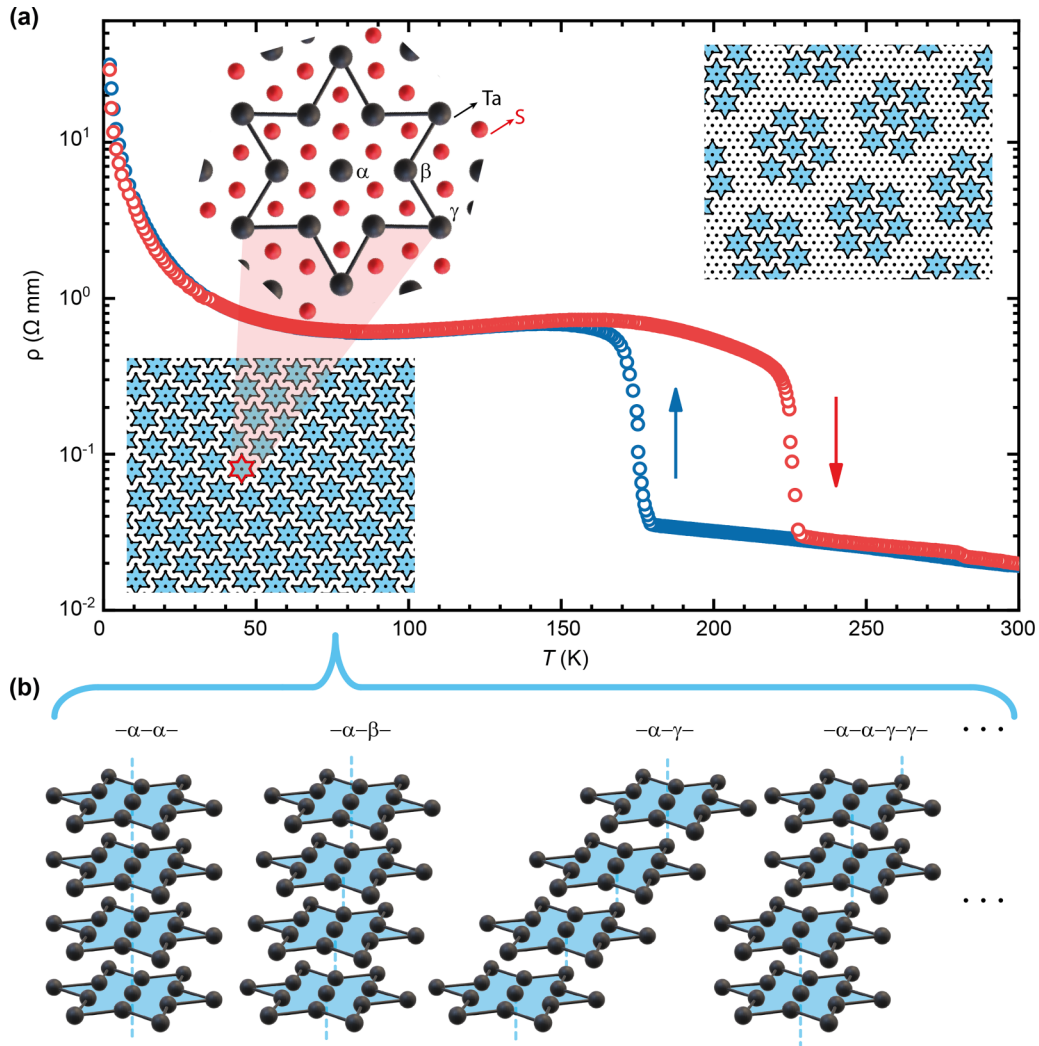 (a)
10¹
10⁰
10⁻¹
10⁻²
ρ (Ω mm)
Ta
S
α
β
γ
0 50 100 150 200 250 300
T (K)
(b)
–α–α–
–α–β–
–α–γ–
–α–α–γ–γ–
· · ·
· · ·